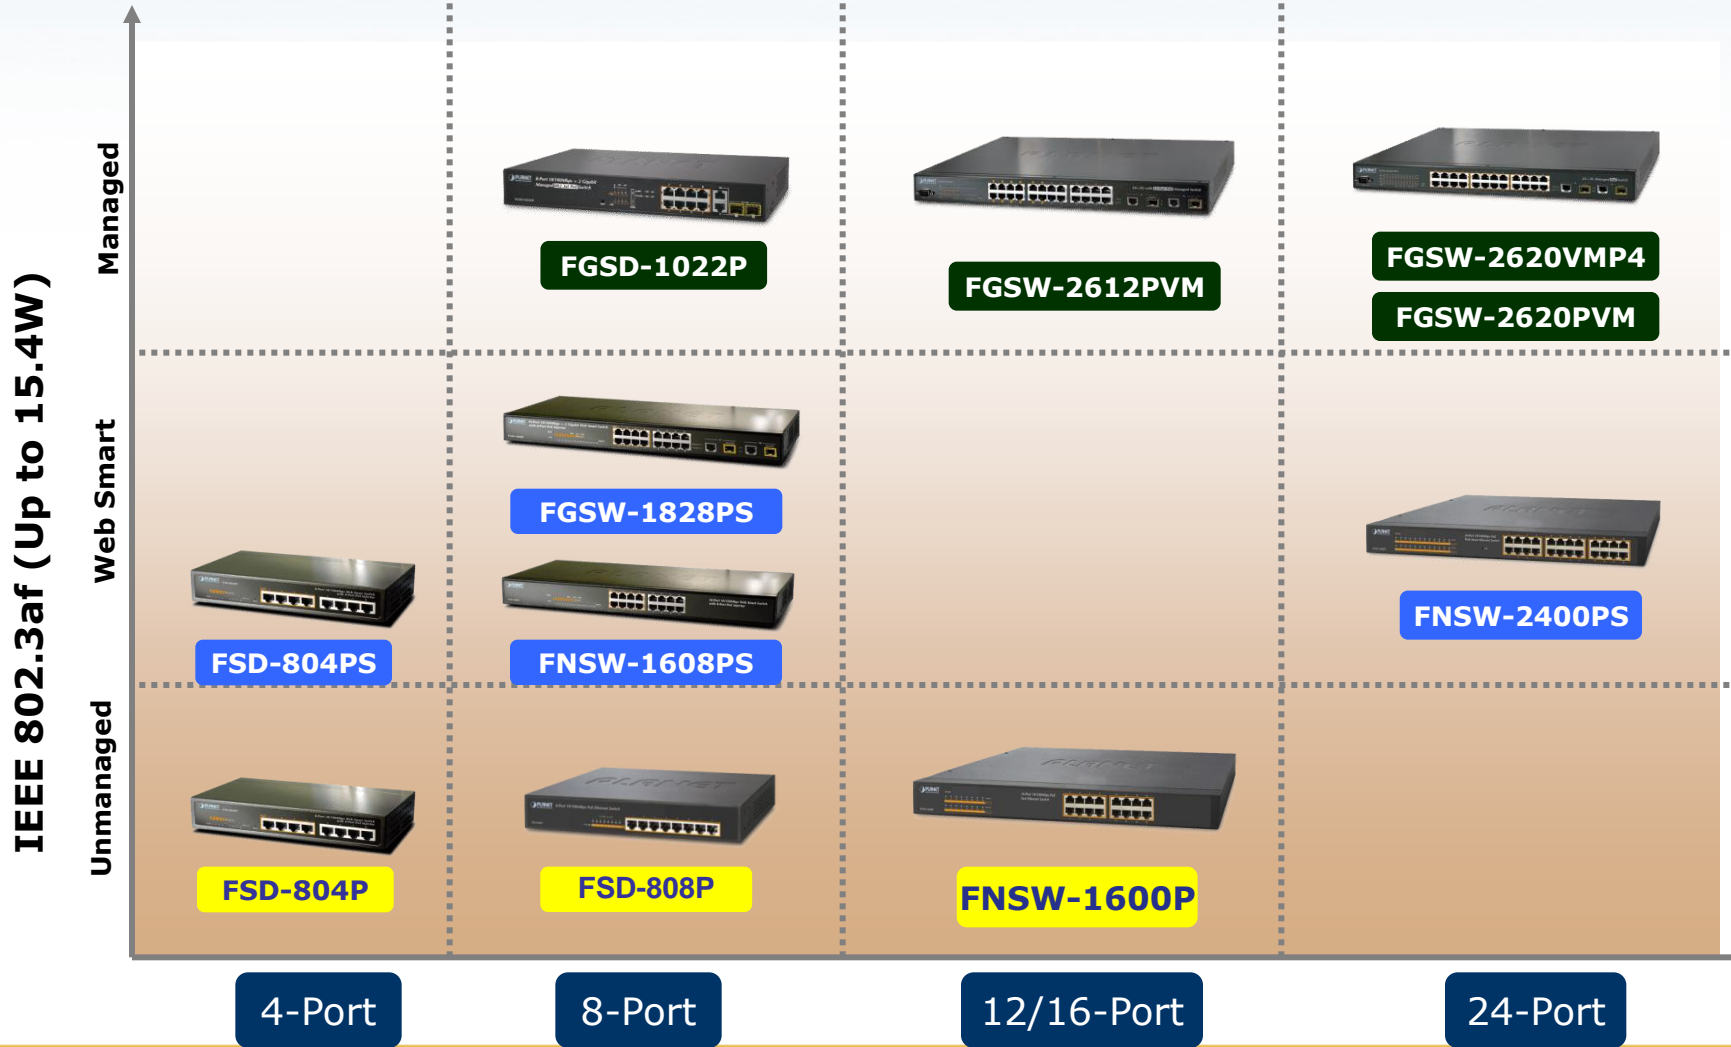 IEEE 802.3af (Up to 15.4W)
Managed
FGSD-1022P
FGSW-2612PVM
FGSW-2620VMP4
FGSW-2620PVM
Web Smart
FGSW-1828PS
FSD-804PS
FNSW-1608PS
FNSW-2400PS
Unmanaged
FSD-804P
FSD-808P
FNSW-1600P
4-Port
8-Port
12/16-Port
24-Port